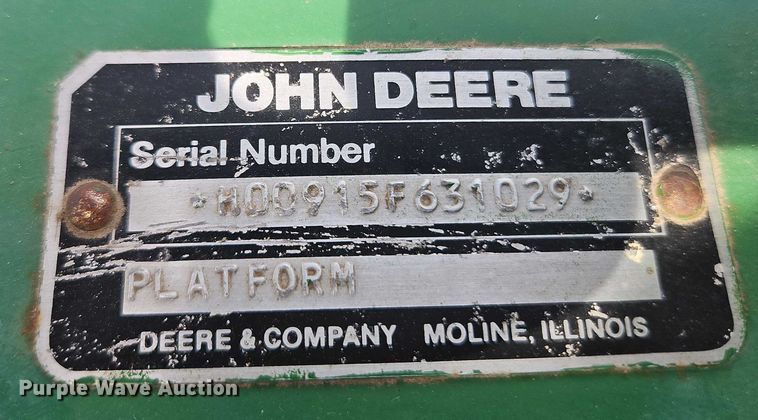 JOHN DEERE
Serial Number
*H00915F631029*
PLATFORM
DEERE & COMPANY MOLINE, ILLINOIS
Purple Wave Auction